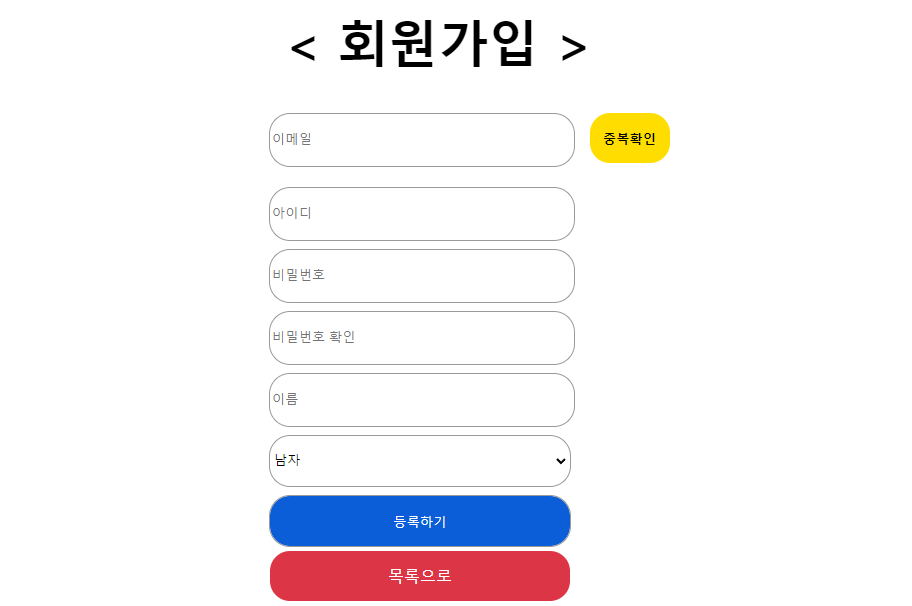 < 회원가입 >
이메일 중복확인
아이디
비밀번호
비밀번호 확인
이름
남자
등록하기
목록으로